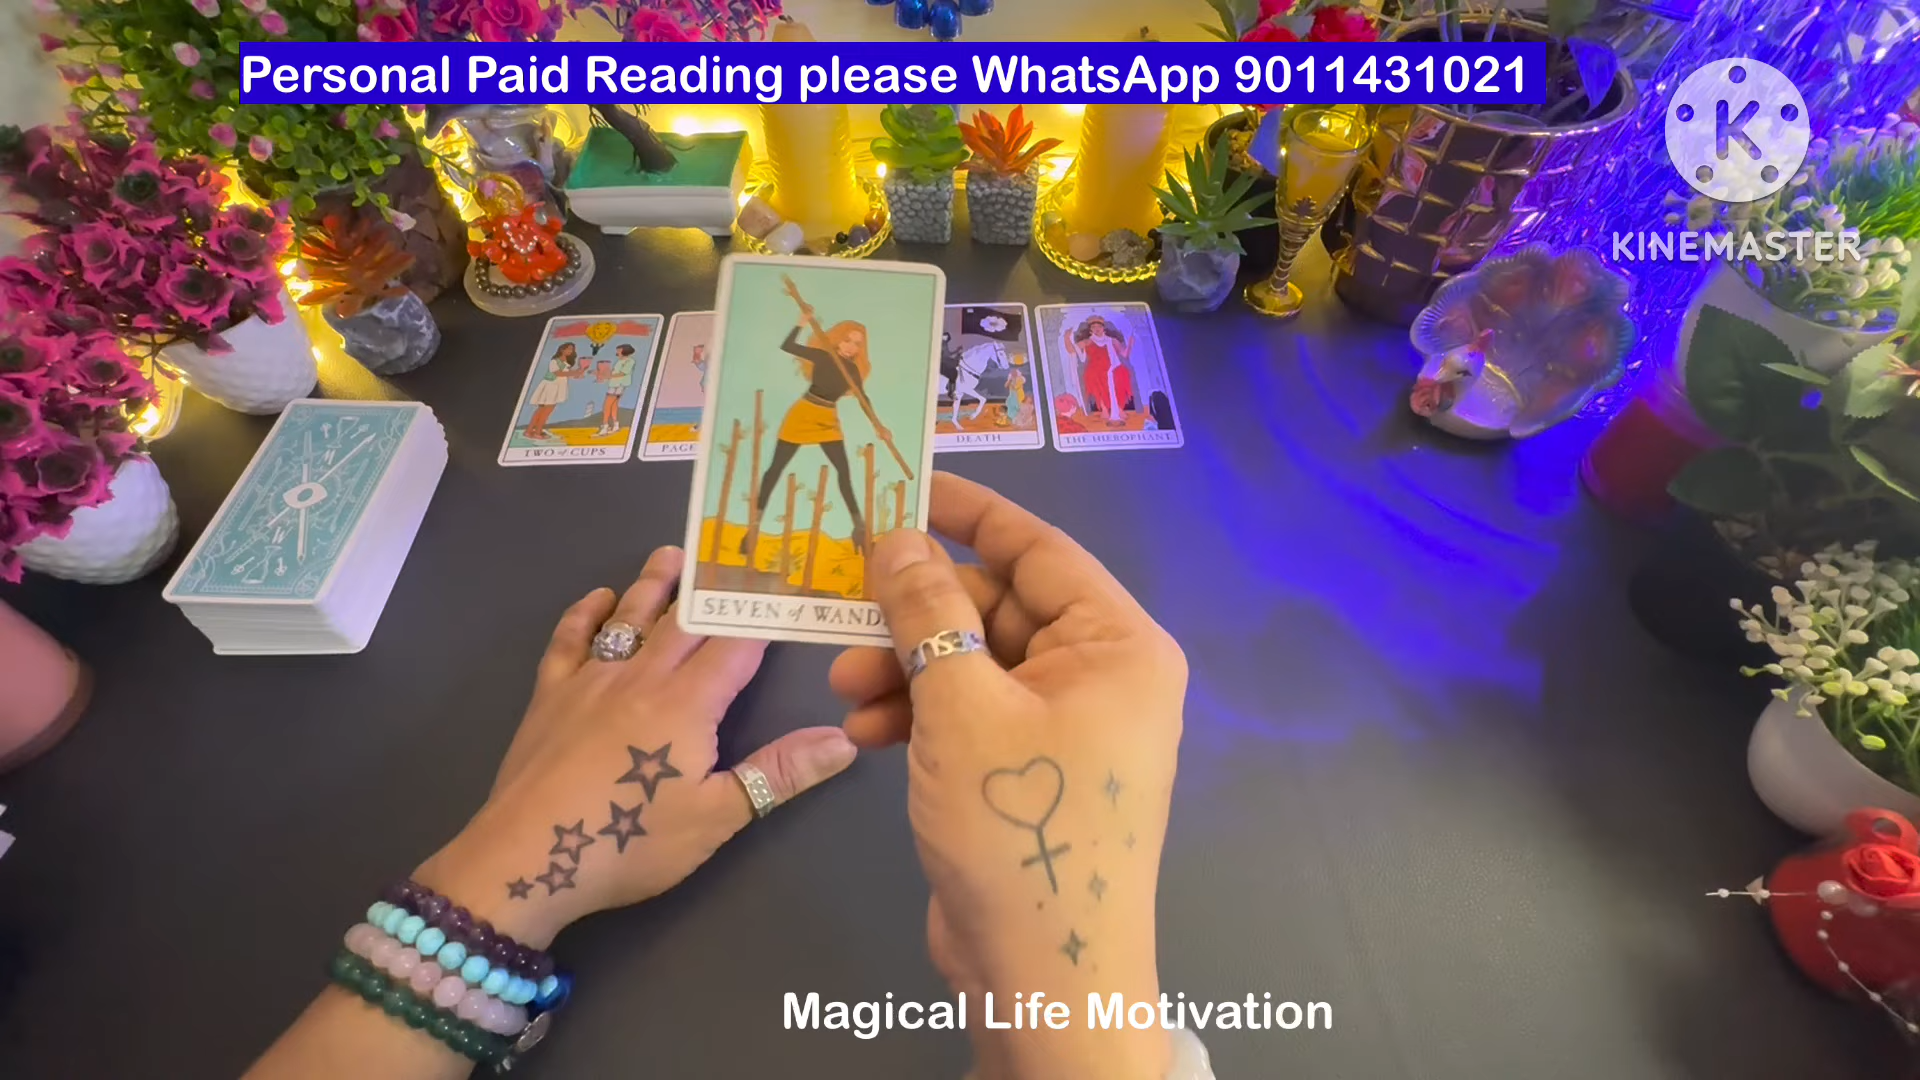 Personal Paid Reading please WhatsApp 9011431021
K
KINEMASTER
TWO of CUPS
PAGE
DEATH
THE HIEROPHANT
SEVEN of WAND
Magical Life Motivation